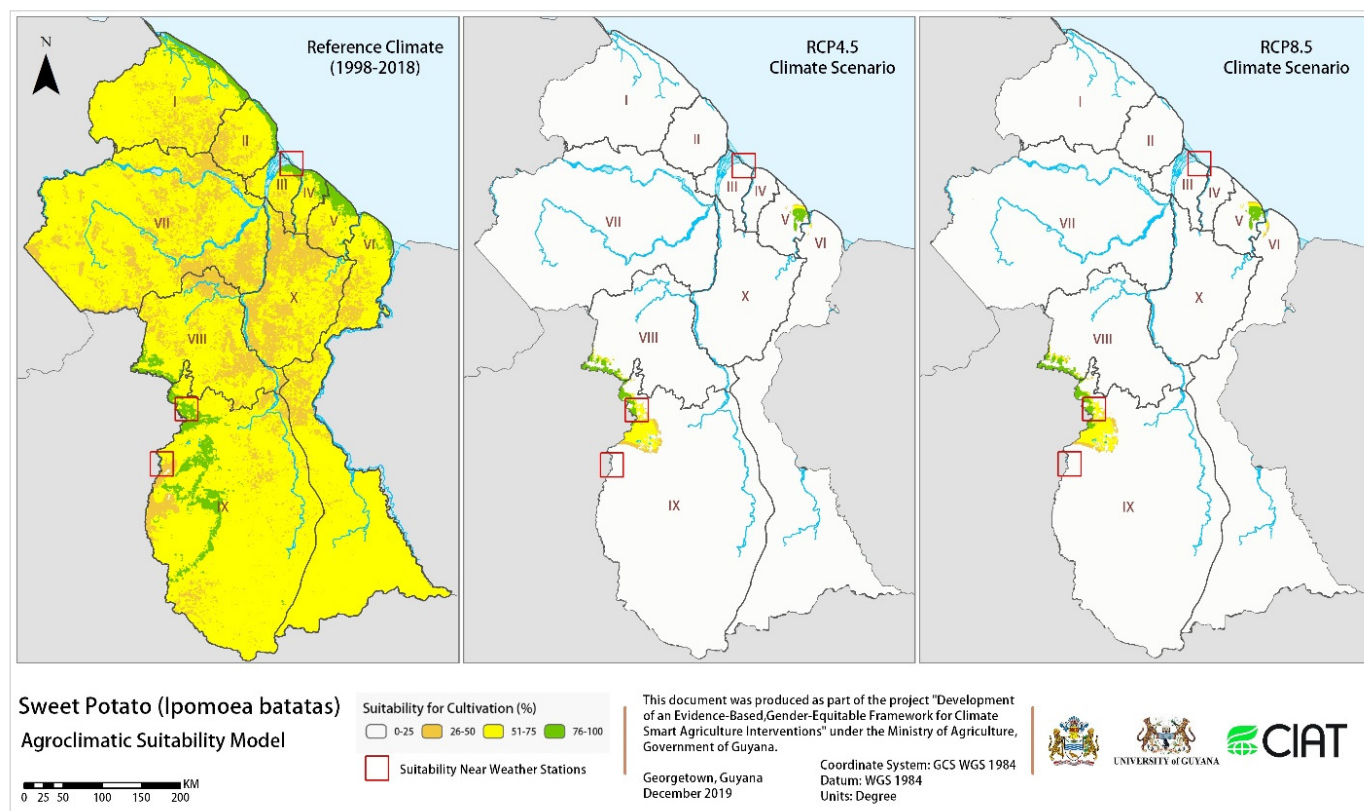 N
Reference Climate
(1998-2018)
I
II
III
IV
V
VI
VII
VIII
IX
X
RCP4.5
Climate Scenario
I
II
III
IV
V
VI
VII
VIII
IX
X
RCP8.5
Climate Scenario
I
II
III
IV
V
VI
VII
VIII
IX
X
Sweet Potato (Ipomoea batatas)
Agroclimatic Suitability Model
0 25 50 100 150 200 KM
Suitability for Cultivation (%)
0-25 26-50 51-75 76-100
Suitability Near Weather Stations
This document was produced as part of the project "Development
of an Evidence-Based,Gender-Equitable Framework for Climate
Smart Agriculture Interventions" under the Ministry of Agriculture,
Government of Guyana.
Georgetown, Guyana
December 2019
Coordinate System: GCS WGS 1984
Datum: WGS 1984
Units: Degree
UNIVERSITY of GUYANA
CIAT